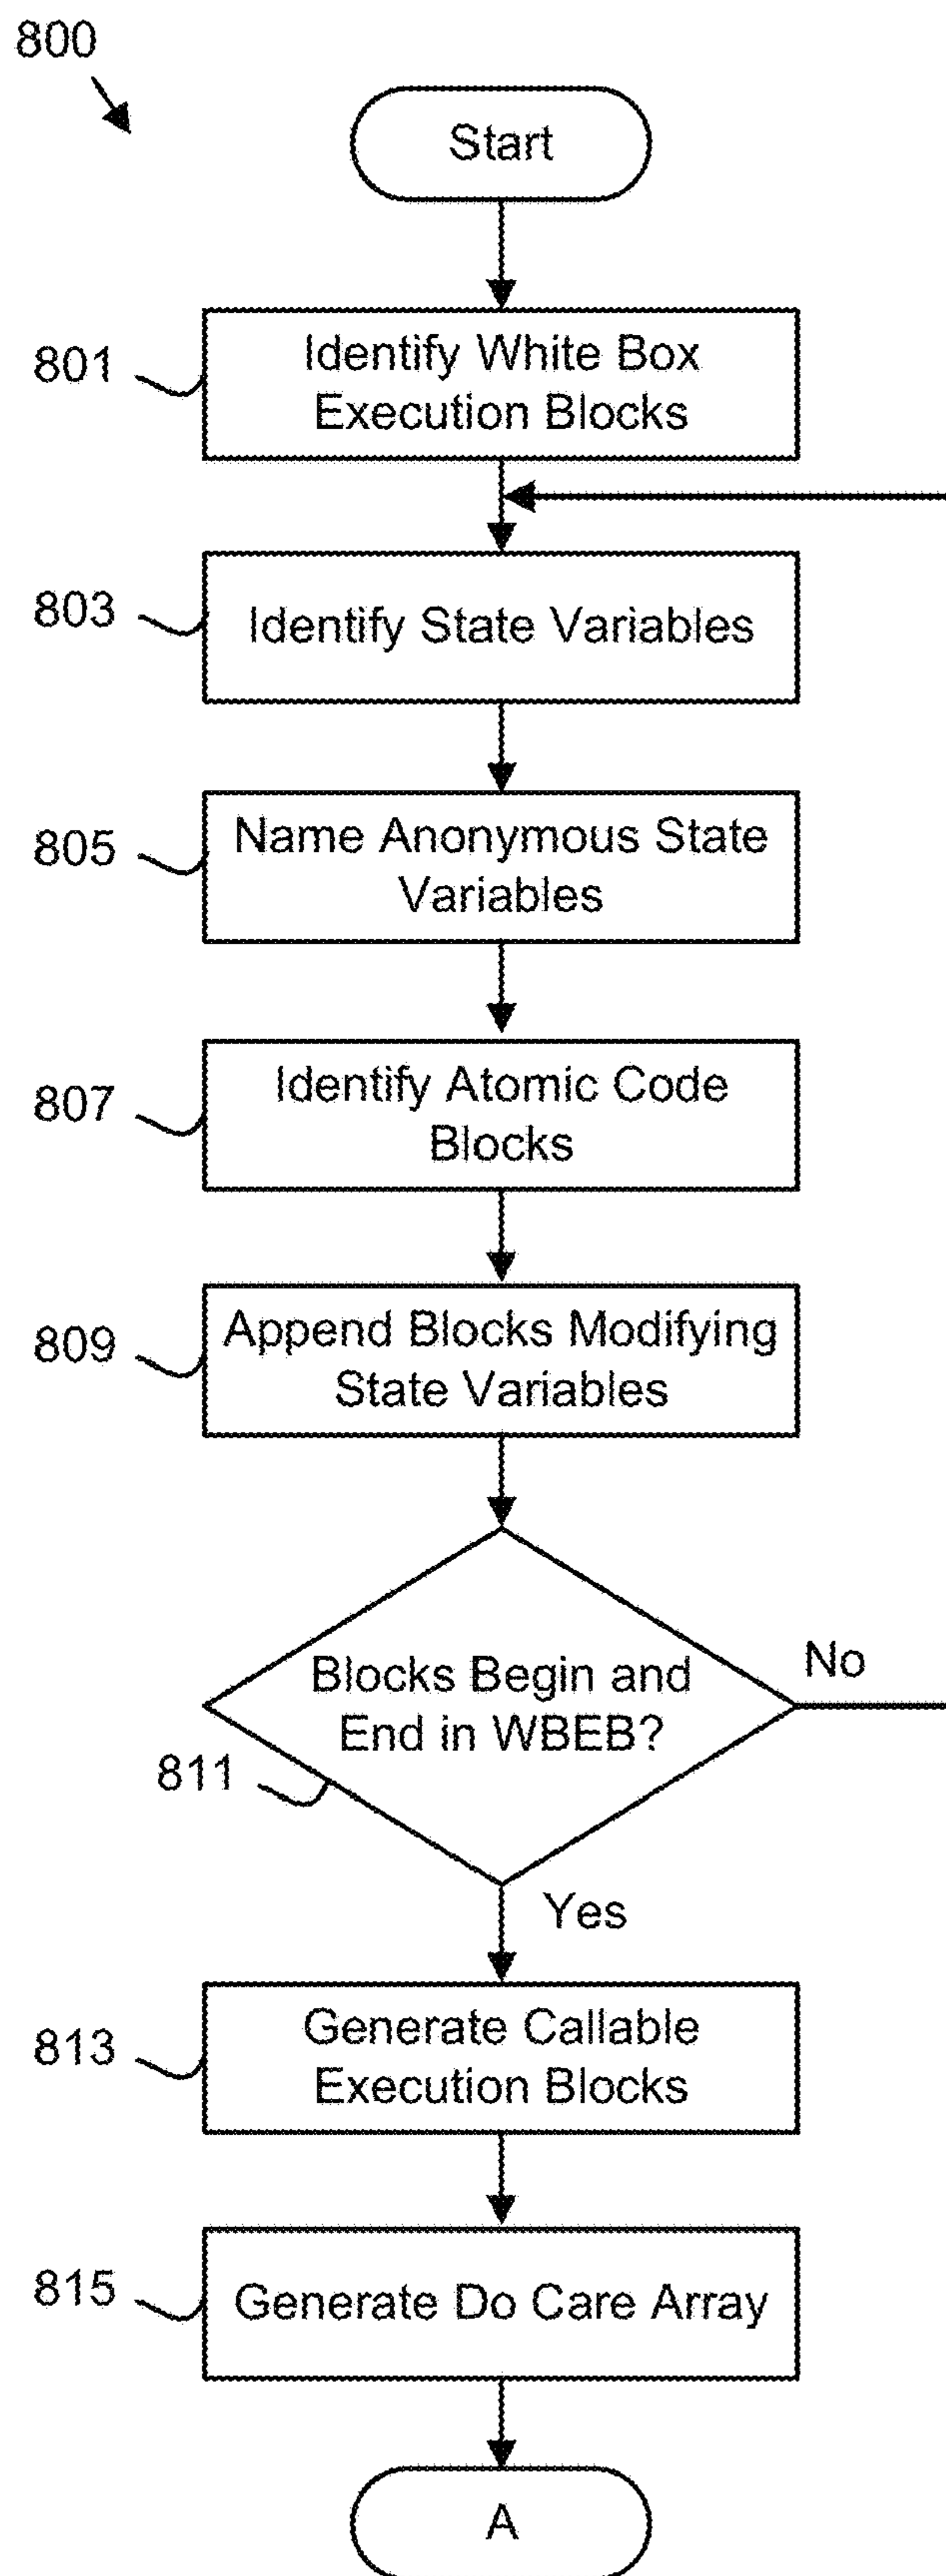 800
Start
801
Identify White Box
Execution Blocks
803
Identify State Variables
805
Name Anonymous State
Variables
807
Identify Atomic Code
Blocks
809
Append Blocks Modifying
State Variables
Blocks Begin and
End in WBEB?
No
811
Yes
813
Generate Callable
Execution Blocks
815
Generate Do Care Array
A